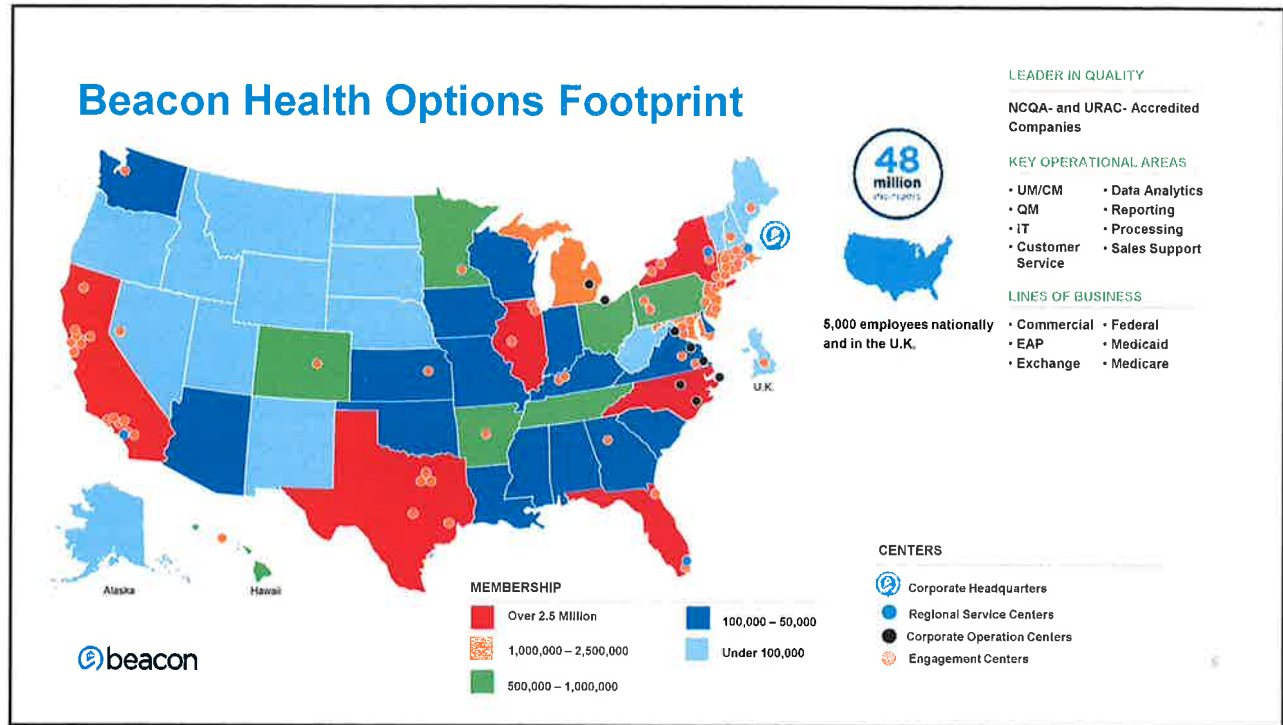 Beacon Health Options Footprint
48
million
5,000 employees nationally
and in the U.K.
LEADER IN QUALITY
NCQA- and URAC- Accredited
Companies
KEY OPERATIONAL AREAS
• UM/CM
• QM
• IT
• Customer
Service
• Data Analytics
• Reporting
• Processing
• Sales Support
LINES OF BUSINESS
• Commercial
• EAP
• Exchange
• Federal
• Medicaid
• Medicare
U.K.
Alaska
Hawaii
MEMBERSHIP
Over 2.5 Million
1,000,000 – 2,500,000
500,000 – 1,000,000
100,000 – 50,000
Under 100,000
CENTERS
Corporate Headquarters
Regional Service Centers
Corporate Operation Centers
Engagement Centers
beacon